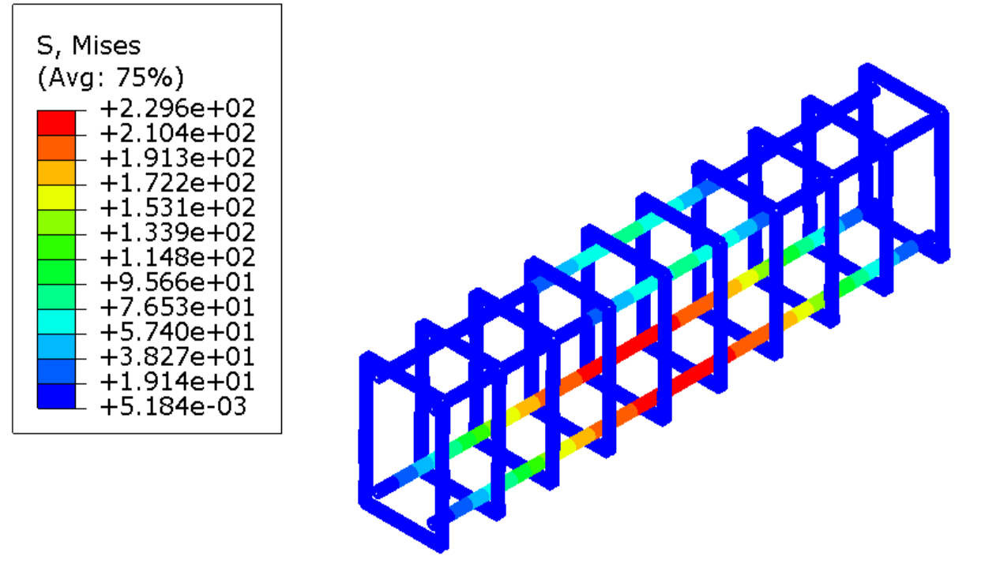 S, Mises
(Avg: 75%)
+2.296e+02
+2.104e+02
+1.913e+02
+1.722e+02
+1.531e+02
+1.339e+02
+1.148e+02
+9.566e+01
+7.653e+01
+5.740e+01
+3.827e+01
+1.914e+01
+5.184e-03